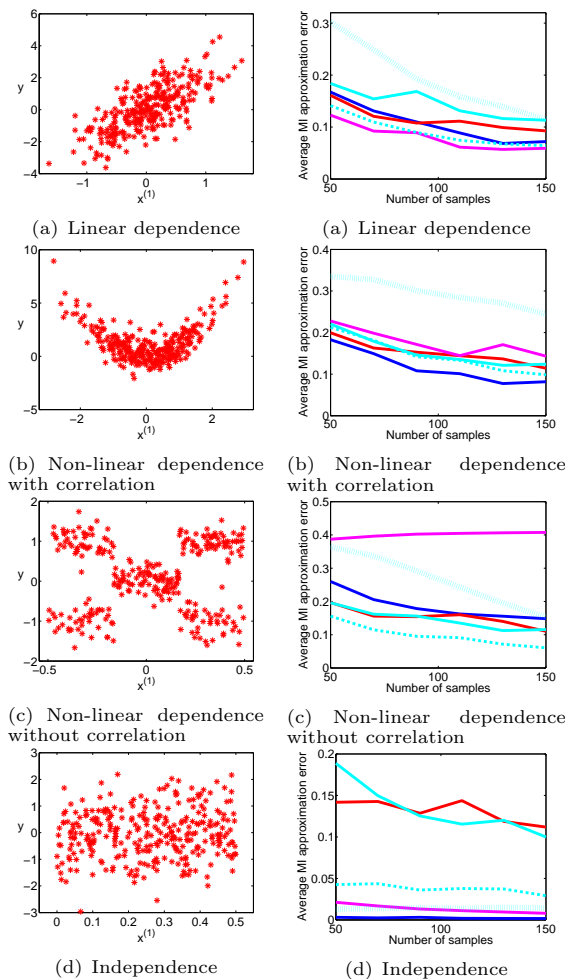 6
4
2
0
−2
−4
y
−1 0 1
x(1)
(a) Linear dependence
0.3
0.2
0.1
0
Average MI approximation error
50 100 150
Number of samples
(a) Linear dependence
10
5
0
−5
y
−2 0 2
x(1)
(b) Non-linear dependence
with correlation
0.4
0.3
0.2
0.1
0
Average MI approximation error
50 100 150
Number of samples
(b) Non-linear dependence
with correlation
2
1
0
−1
−2
y
−0.5 0 0.5
x(1)
(c) Non-linear dependence
without correlation
0.5
0.4
0.3
0.2
0.1
0
Average MI approximation error
50 100 150
Number of samples
(c) Non-linear dependence
without correlation
3
2
1
0
−1
−2
−3
y
0 0.1 0.2 0.3 0.4 0.5
x(1)
(d) Independence
0.2
0.15
0.1
0.05
0
Average MI approximation error
50 100 150
Number of samples
(d) Independence